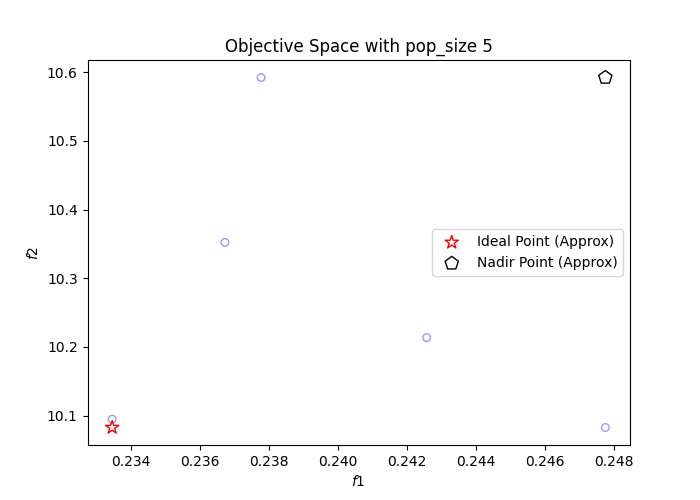 Objective Space with pop_size 5
10.6
10.5
10.4
10.3
10.2
10.1
f2
Ideal Point (Approx)
Nadir Point (Approx)
0.234 0.236 0.238 0.240 0.242 0.244 0.246 0.248
f1